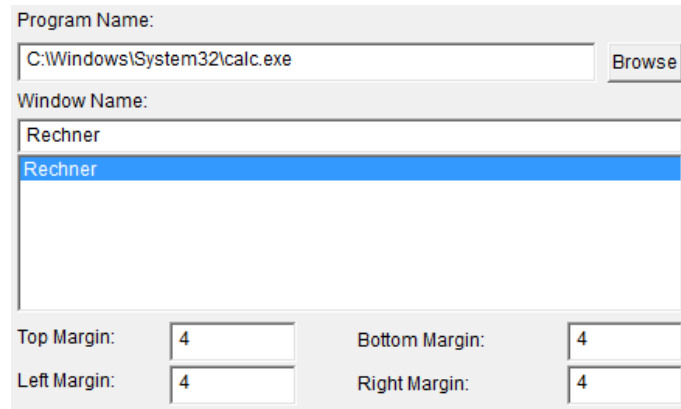 Program Name:
C:\Windows\System32\calc.exe Browse
Window Name:
Rechner
Rechner
Top Margin: 4 Bottom Margin: 4
Left Margin: 4 Right Margin: 4